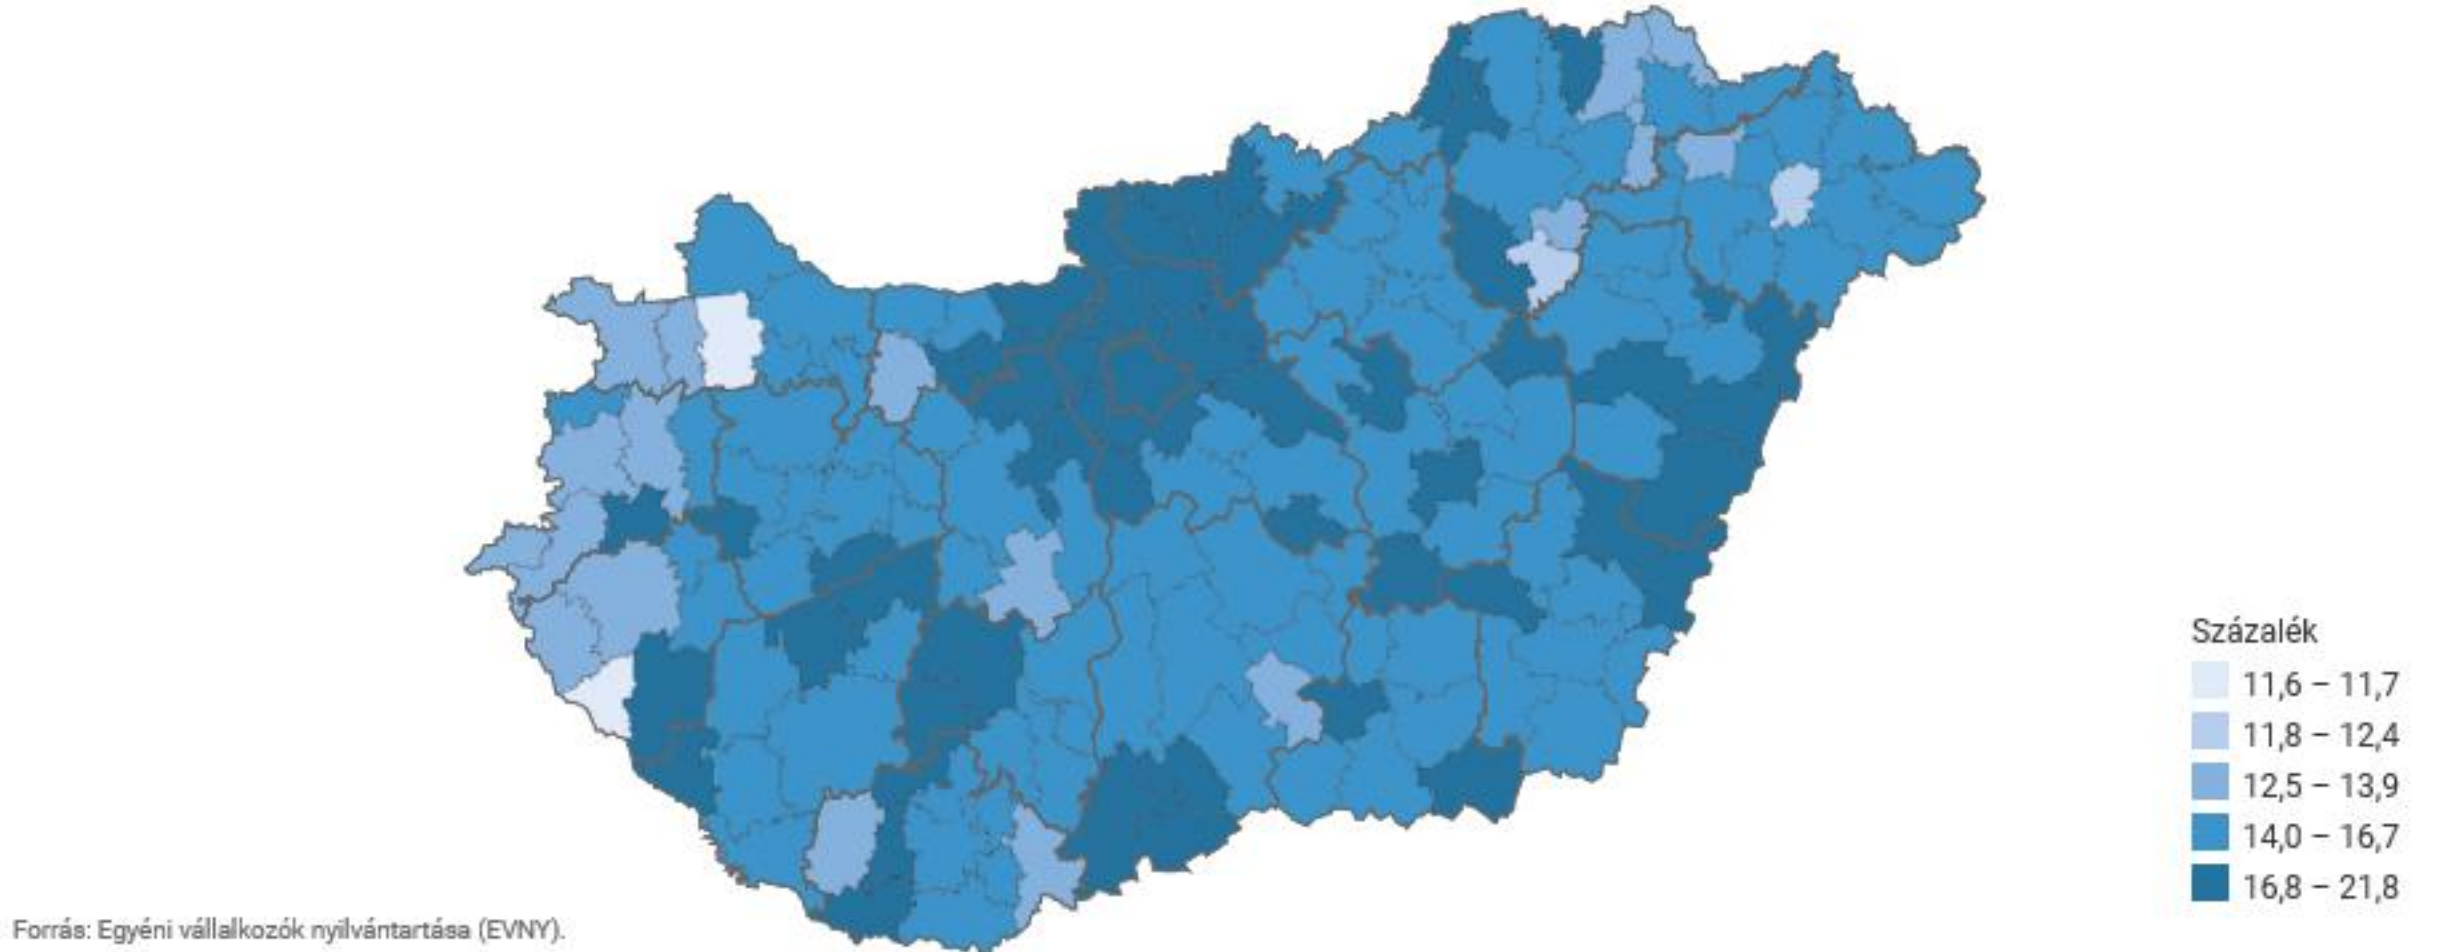 Százalék
11,6 – 11,7
11,8 – 12,4
12,5 – 13,9
14,0 – 16,7
16,8 – 21,8
Forrás: Egyéni vállalkozók nyilvántartása (EVNY).